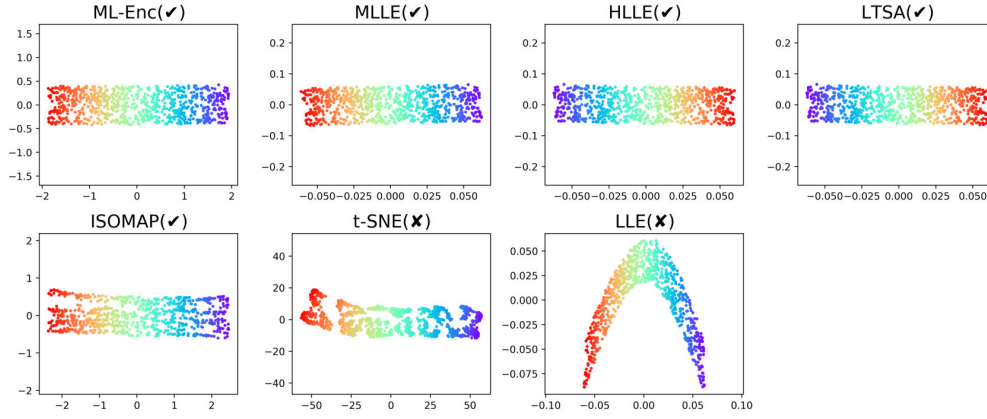 ML-Enc(✔) MLLE(✔) HLLE(✔) LTSA(✔)
1.5 0.2 0.2 0.2
1.0
0.5 0.1 0.1 0.1
0.0 0.0 0.0 0.0
−0.5
−1.0 −0.1 −0.1 −0.1
−1.5 −0.2 −0.2 −0.2
−2 −1 0 1 2 −0.050 −0.025 0.000 0.025 0.050 −0.050 −0.025 0.000 0.025 0.050 −0.050 −0.025 0.000 0.025 0.050
ISOMAP(✔) t-SNE(✘) LLE(✘)
2 40 0.050
1 20 0.025
0 0 0.000
−0.025
−1 −20 −0.050
−2 −40 −0.075
−2 −1 0 1 2 −50 −25 0 25 50 −0.10 −0.05 0.00 0.05 0.10